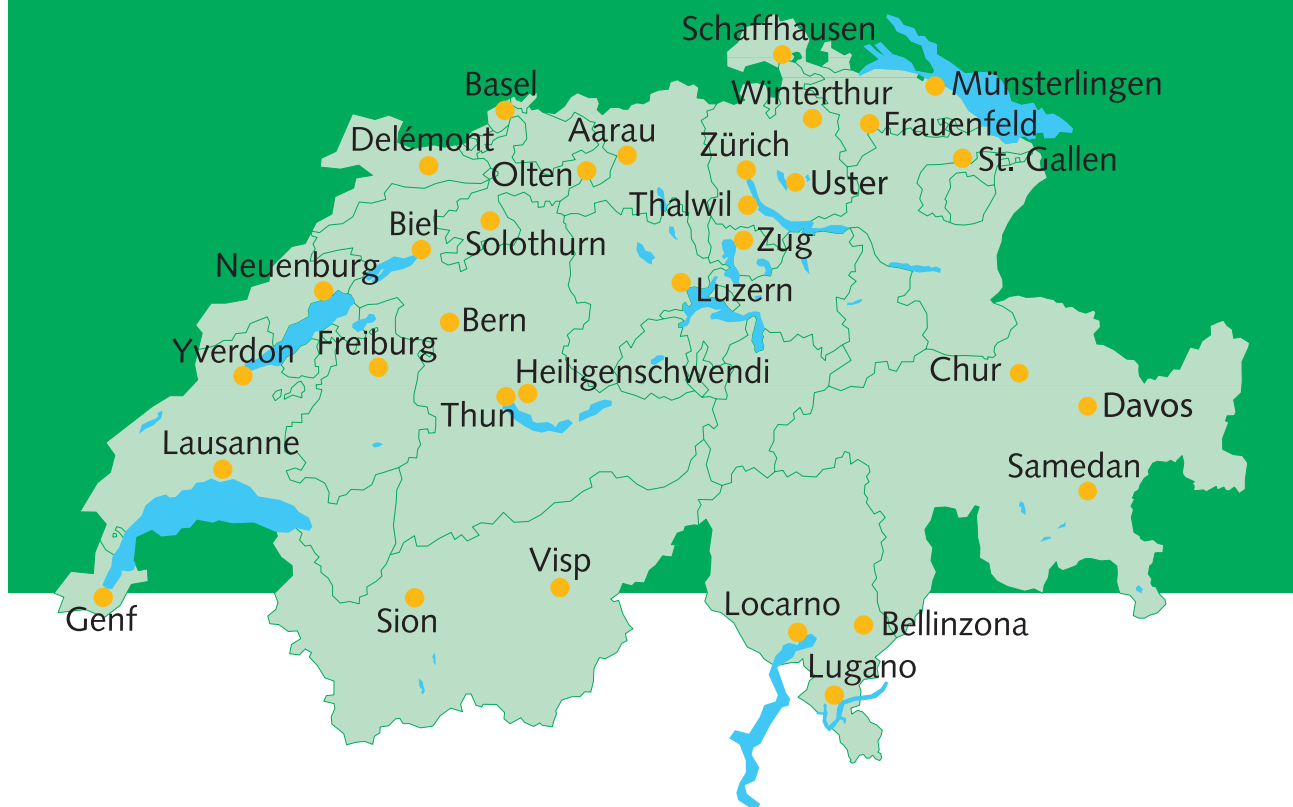 Schaffhausen
Basel
Münsterlingen
Winterthur
Delémont
Aarau
Frauenfeld
Zürich
St. Gallen
Olten
Uster
Thalwil
Biel
Solothurn
Zug
Neuenburg
Luzern
Bern
Yverdon
Freiburg
Heiligenschwendi
Chur
Thun
Davos
Lausanne
Samedan
Visp
Genf
Sion
Locarno
Bellinzona
Lugano